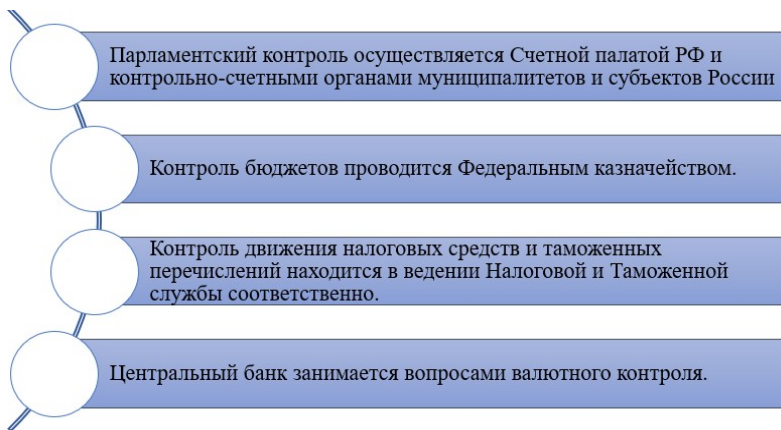 Парламентский контроль осуществляется Счетной палатой РФ и
контрольно-счетными органами муниципалитетов и субъектов России
Контроль бюджетов проводится Федеральным казначейством.
Контроль движения налоговых средств и таможенных
перечислений находится в ведении Налоговой и Таможенной
службы соответственно.
Центральный банк занимается вопросами валютного контроля.